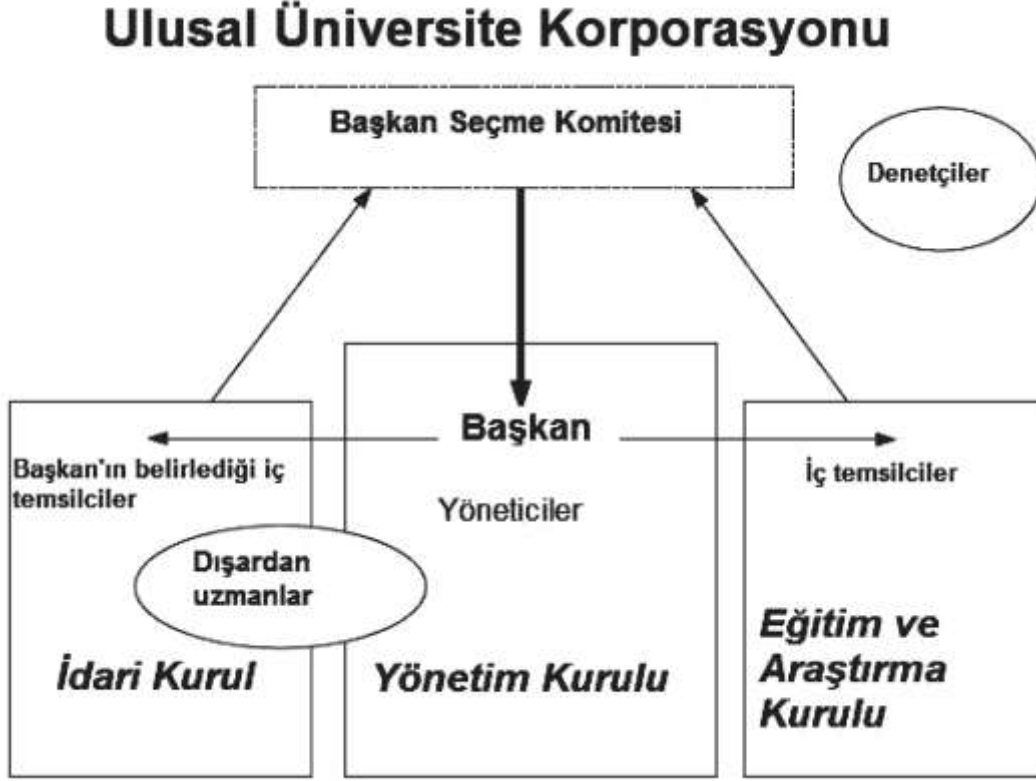 Ulusal Üniversite Korporasyonu
Başkan Seçme Komitesi
Denetçiler
Başkan
Başkan'ın belirlediği iç
temsilciler
İç temsilciler
Yöneticiler
Dışardan
uzmanlar
İdari Kurul
Yönetim Kurulu
Eğitim ve
Araştırma
Kurulu